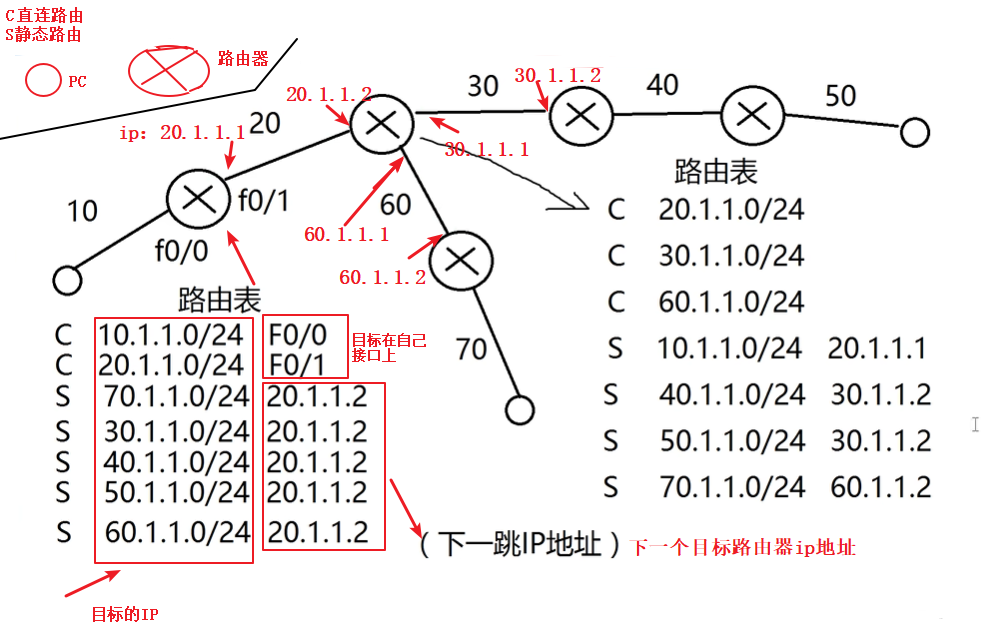 C直连路由
S静态路由
PC
路由器
ip: 20.1.1.1
20
20.1.1.2
30
30.1.1.2
40
50
30.1.1.1
10
f0/1
f0/0
60
60.1.1.1
60.1.1.2
70
路由表
C 10.1.1.0/24 F0/0
C 20.1.1.0/24 F0/1
目标在自己
接口上
S 70.1.1.0/24 20.1.1.2
S 30.1.1.0/24 20.1.1.2
S 40.1.1.0/24 20.1.1.2
S 50.1.1.0/24 20.1.1.2
S 60.1.1.0/24 20.1.1.2
目标的IP
(下一跳IP地址)下一个目标路由器ip地址
路由表
C 20.1.1.0/24
C 30.1.1.0/24
C 60.1.1.0/24
S 10.1.1.0/24 20.1.1.1
S 40.1.1.0/24 30.1.1.2
S 50.1.1.0/24 30.1.1.2
S 70.1.1.0/24 60.1.1.2